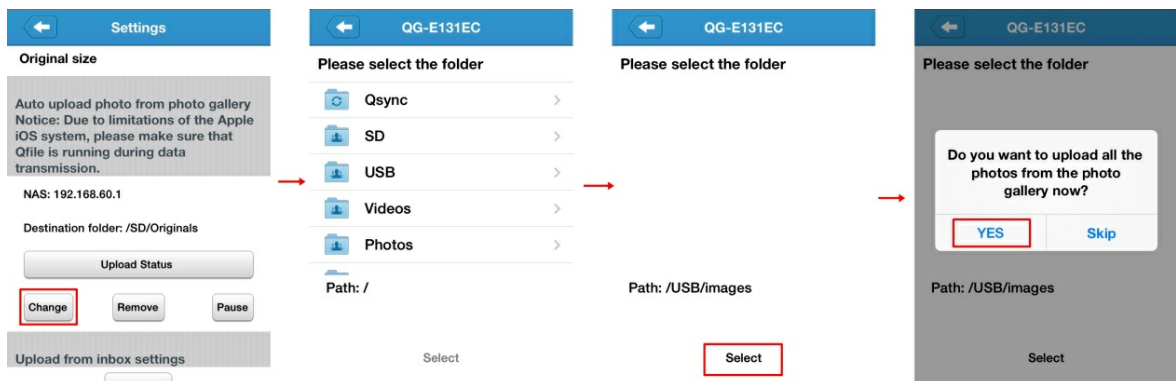 Settings
Original size
Auto upload photo from photo gallery
Notice: Due to limitations of the Apple
iOS system, please make sure that
Qfile is running during data
transmission.
NAS: 192.168.60.1
Destination folder: /SD/Originals
Upload Status
Change
Remove
Pause
Upload from inbox settings
QG-E131EC
Please select the folder
Qsync
SD
USB
Videos
Photos
Path: /
Select
QG-E131EC
Please select the folder
Path: /USB/images
Select
QG-E131EC
Please select the folder
Do you want to upload all the
photos from the photo
gallery now?
YES
Skip
Path: /USB/images
Select